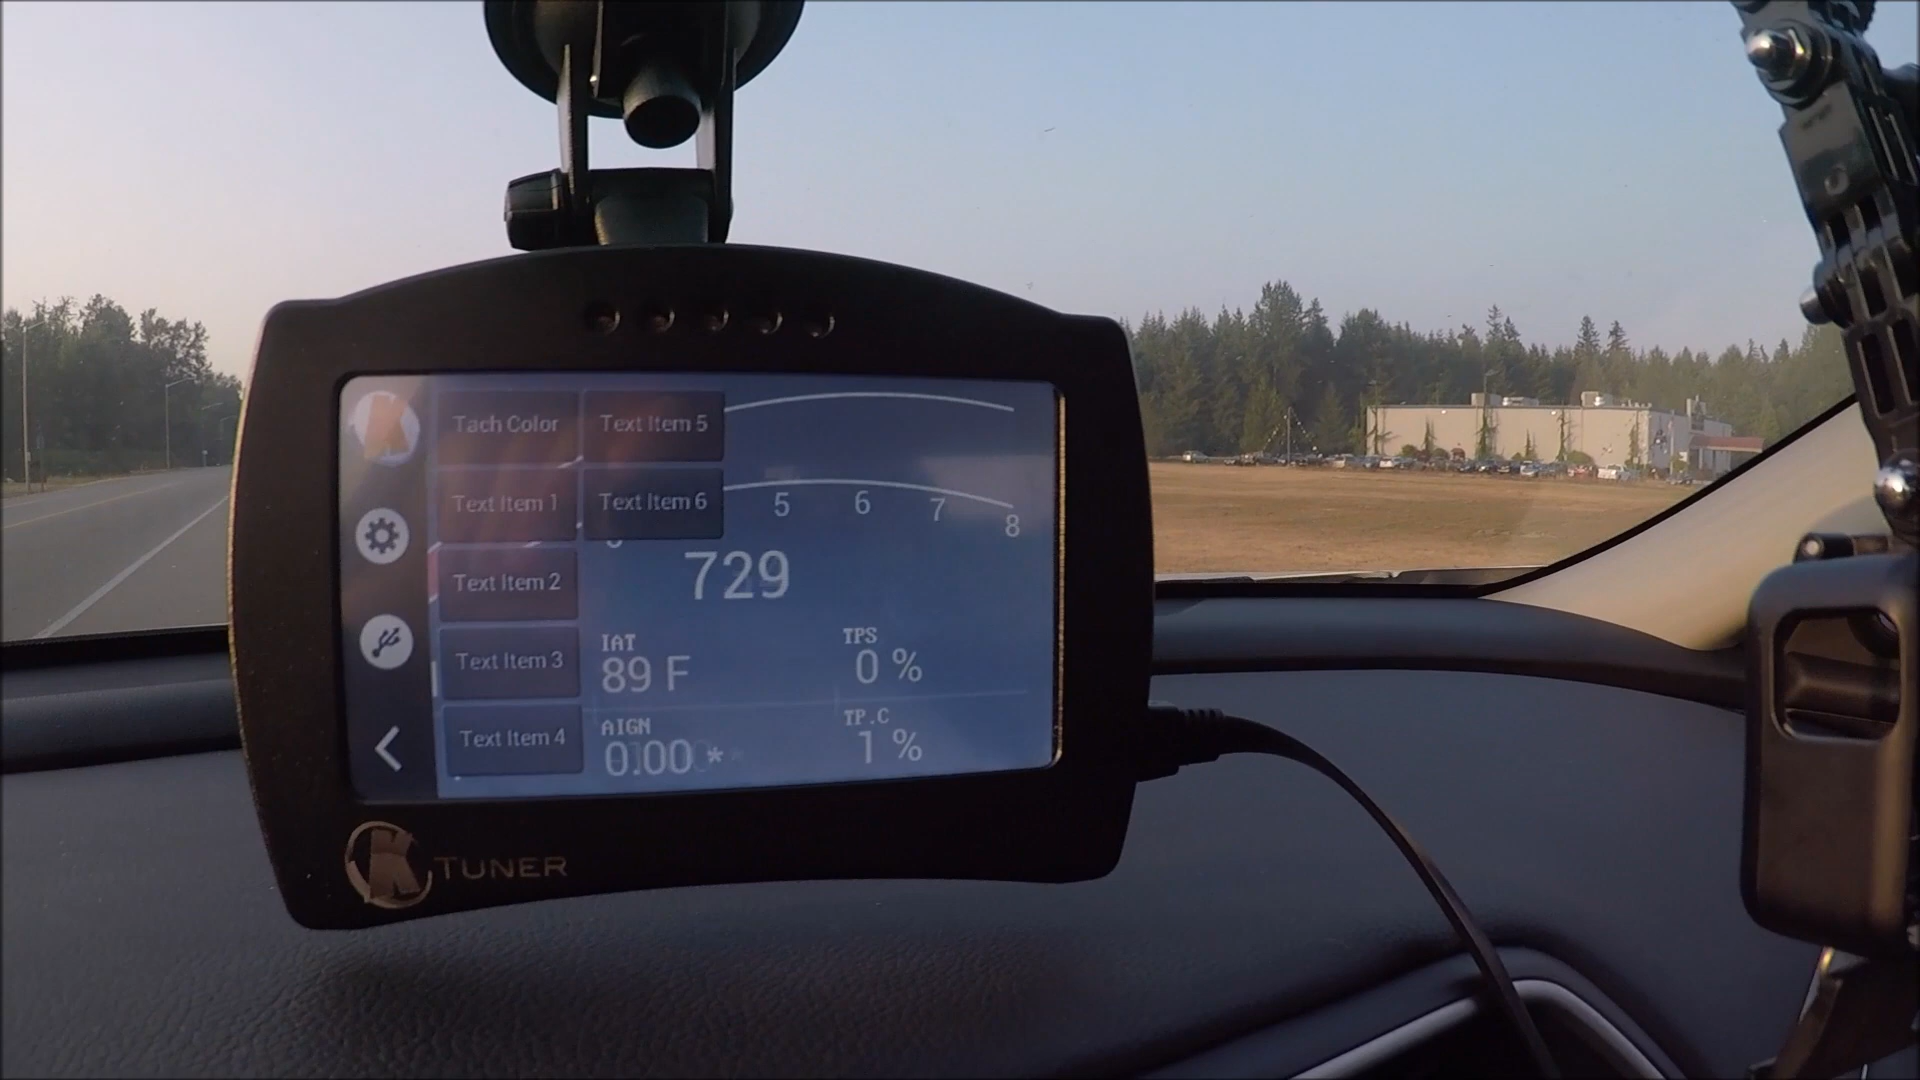 Tach Color
Text Item 5
Text Item 1
Text Item 6
5 6 7 8
Text Item 2
729
IAT
89 F
TPS
0 %
Text Item 3
AIGN
TP.C
1 %
Text Item 4
K TUNER